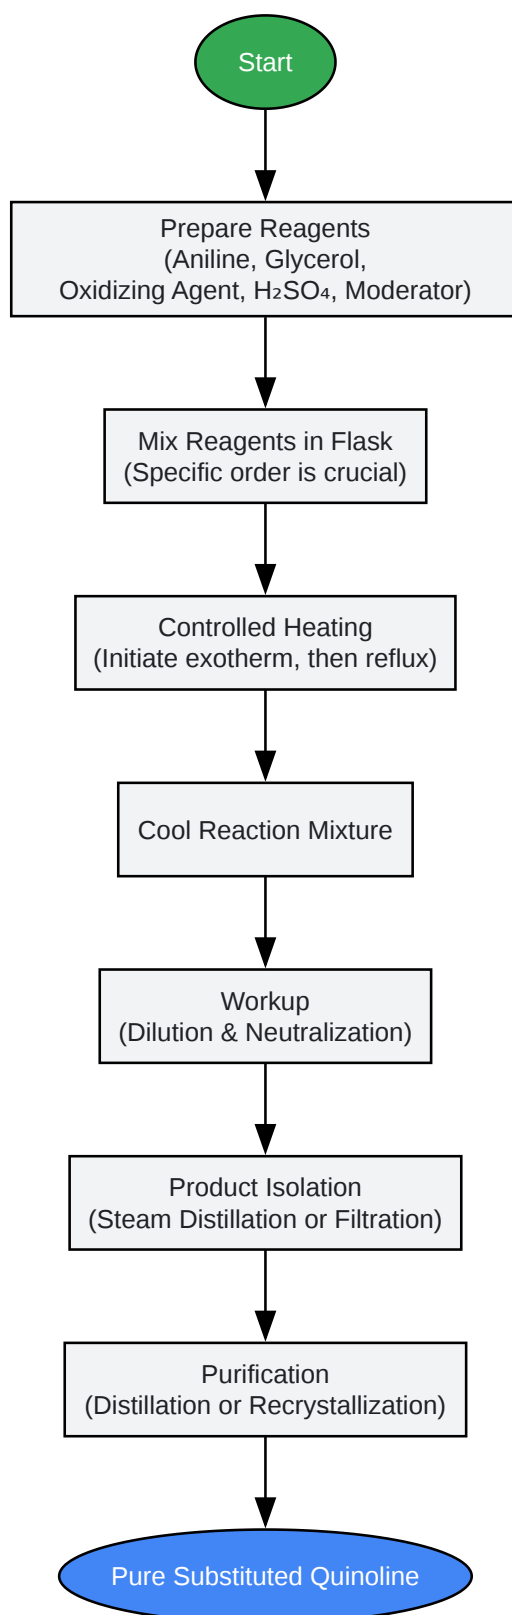 Start
Prepare Reagents
(Aniline, Glycerol,
Oxidizing Agent, H₂SO₄, Moderator)
Mix Reagents in Flask
(Specific order is crucial)
Controlled Heating
(Initiate exotherm, then reflux)
Cool Reaction Mixture
Workup
(Dilution & Neutralization)
Product Isolation
(Steam Distillation or Filtration)
Purification
(Distillation or Recrystallization)
Pure Substituted Quinoline